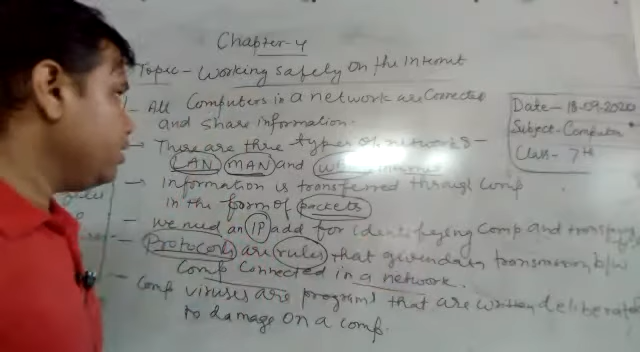 Chapter-4
Topic - Working safely On the Internet
- All Computers in a network are Connected
and share information.
→ There are three types of networks -
LAN MAN and
→ Information is transferred through Comp
in the form of packets
- We need an IP add for identifying Comp and
- Protocols are rules that data transmission b/w
Comp Connected in a network.
- Comp viruses are programs that are written deliberate
to damage on a comp.
Date - 18-09-2020
Subject - Computer
Class - 7th